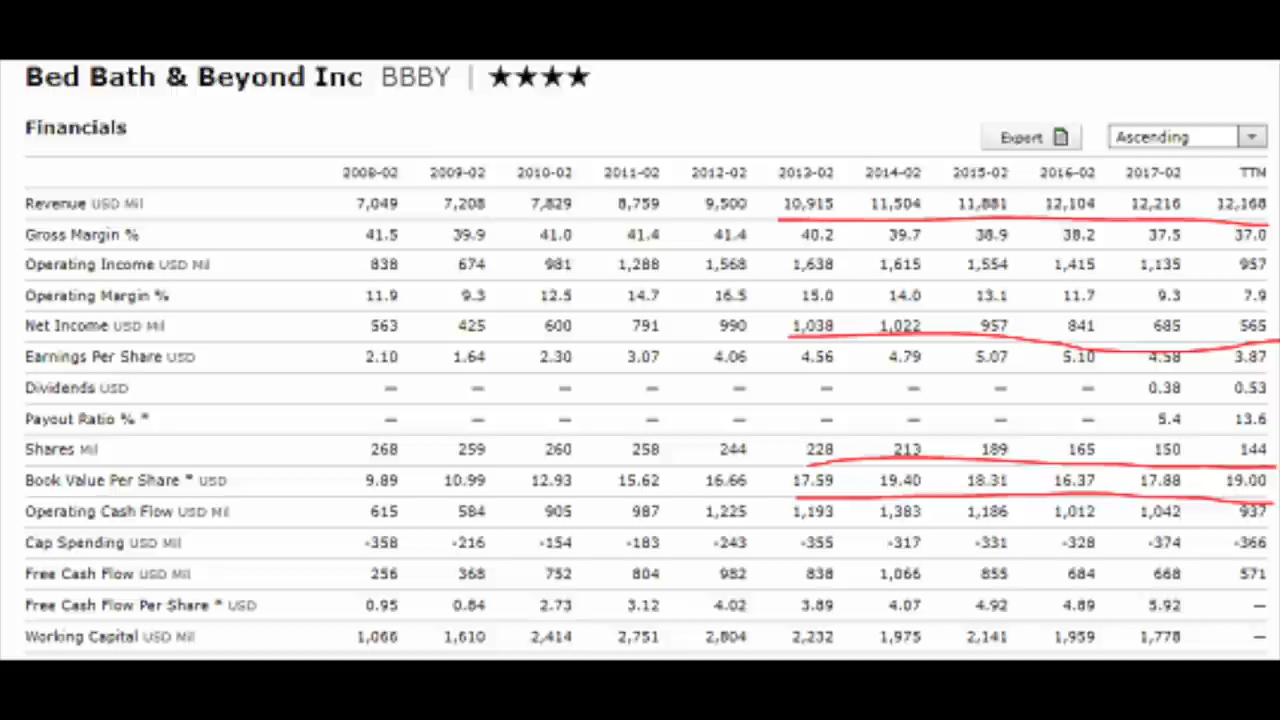 Bed Bath & Beyond Inc BBBY | ★★★★
Financials
Export Ascending
2008-02 2009-02 2010-02 2011-02 2012-02 2013-02 2014-02 2015-02 2016-02 2017-02 TTM
Revenue USD Mil 7,049 7,208 7,829 8,759 9,500 10,915 11,504 11,881 12,104 12,216 12,168
Gross Margin % 41.5 39.9 41.0 41.4 41.4 40.2 39.7 38.9 38.2 37.5 37.0
Operating Income USD Mil 838 674 981 1,288 1,568 1,638 1,615 1,554 1,415 1,135 957
Operating Margin % 11.9 9.3 12.5 14.7 16.5 15.0 14.0 13.1 11.7 9.3 7.9
Net Income USD Mil 563 425 600 791 990 1,038 1,022 957 841 685 565
Earnings Per Share USD 2.10 1.64 2.30 3.07 4.06 4.56 4.79 5.07 5.10 4.58 3.87
Dividends USD — — — — — — — — — 0.38 0.53
Payout Ratio % * — — — — — — — — — 5.4 13.6
Shares Mil 268 259 260 258 244 228 213 189 165 150 144
Book Value Per Share * USD 9.89 10.99 12.93 15.62 16.66 17.59 19.40 18.31 16.37 17.88 19.00
Operating Cash Flow USD Mil 615 584 905 987 1,225 1,193 1,383 1,186 1,012 1,042 937
Cap Spending USD Mil -358 -216 -154 -183 -243 -355 -317 -331 -328 -374 -366
Free Cash Flow USD Mil 256 368 752 804 982 838 1,066 855 684 668 571
Free Cash Flow Per Share * USD 0.95 0.84 2.73 3.12 4.02 3.89 4.07 4.92 4.89 5.92 —
Working Capital USD Mil 1,066 1,610 2,414 2,751 2,804 2,232 1,975 2,141 1,959 1,778 —